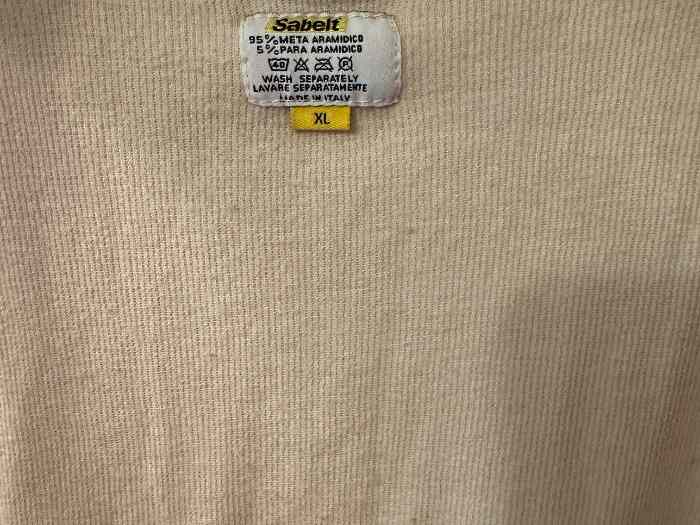 Sabelt
95% META ARAMIDICO
5% PARA ARAMIDICO
40 P
WASH SEPARATELY
LAVARE SEPARATAMENTE
MADE IN ITALY
XL